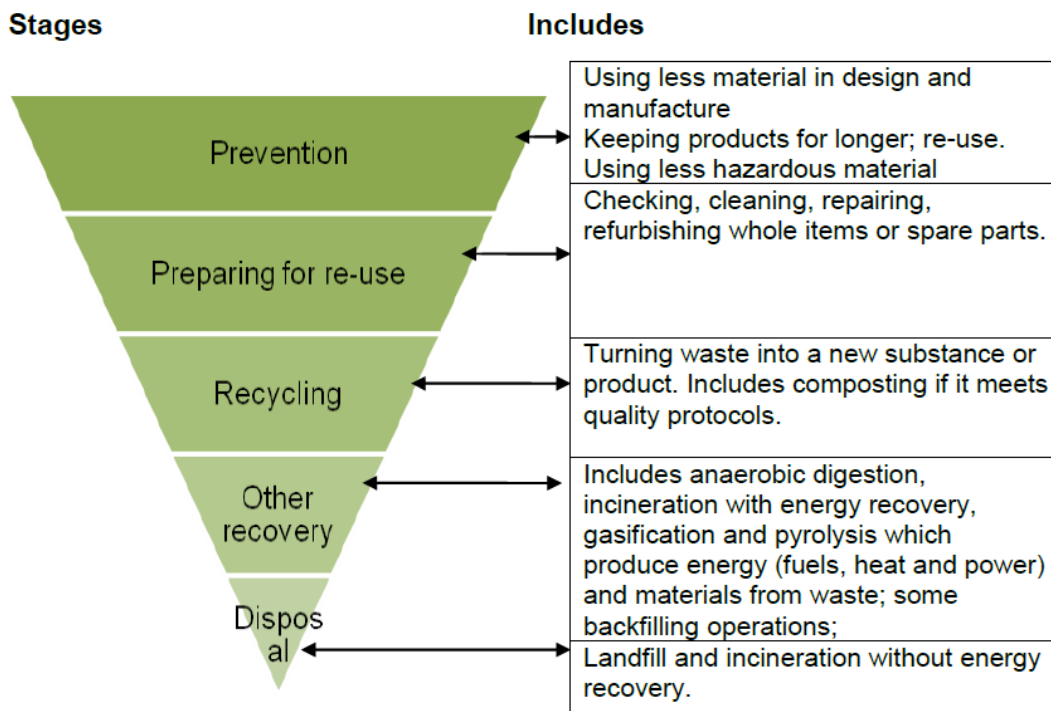 Stages
Includes
Prevention
Using less material in design and
manufacture
Keeping products for longer; re-use.
Using less hazardous material
Preparing for re-use
Checking, cleaning, repairing,
refurbishing whole items or spare parts.
Recycling
Turning waste into a new substance or
product. Includes composting if it meets
quality protocols.
Other
recovery
Includes anaerobic digestion,
incineration with energy recovery,
gasification and pyrolysis which
produce energy (fuels, heat and power)
and materials from waste; some
backfilling operations;
Dispos
al
Landfill and incineration without energy
recovery.